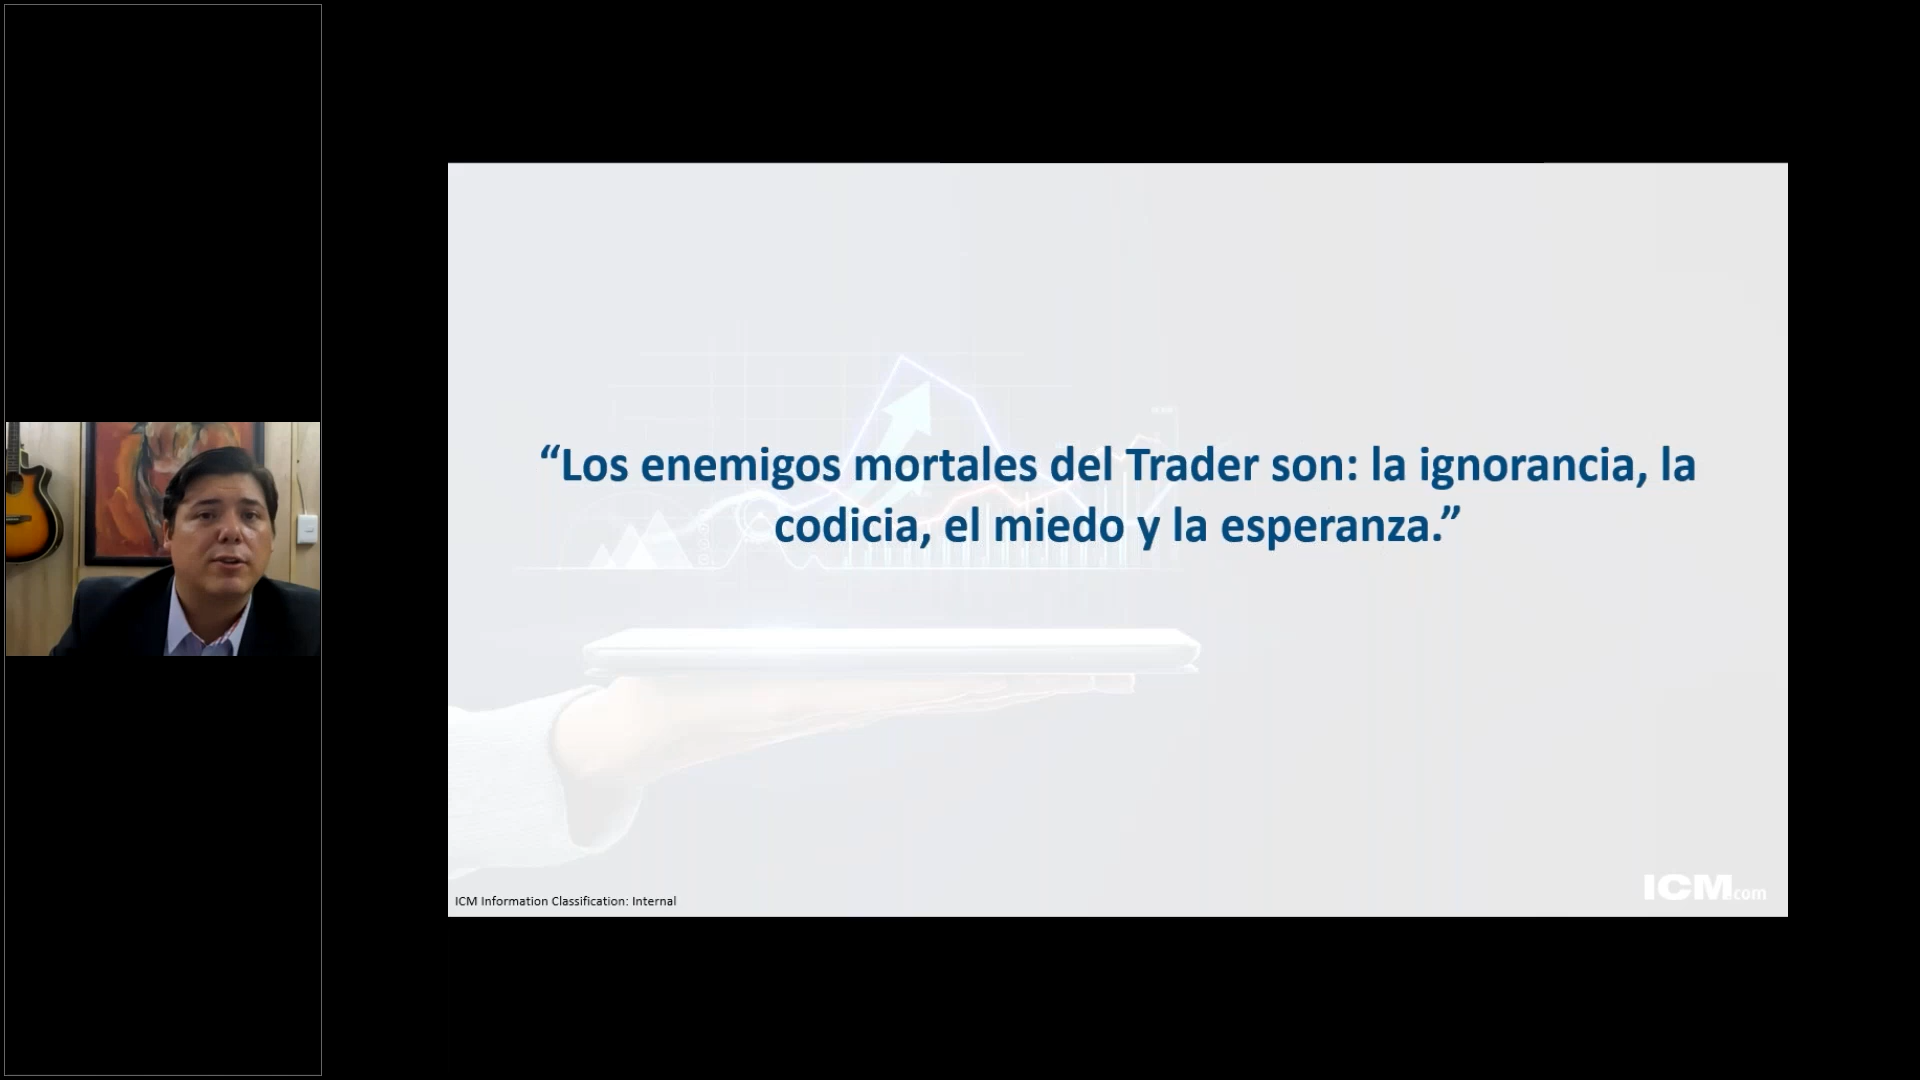 “Los enemigos mortales del Trader son: la ignorancia, la
codicia, el miedo y la esperanza.”
ICM Information Classification: Internal
ICM.com